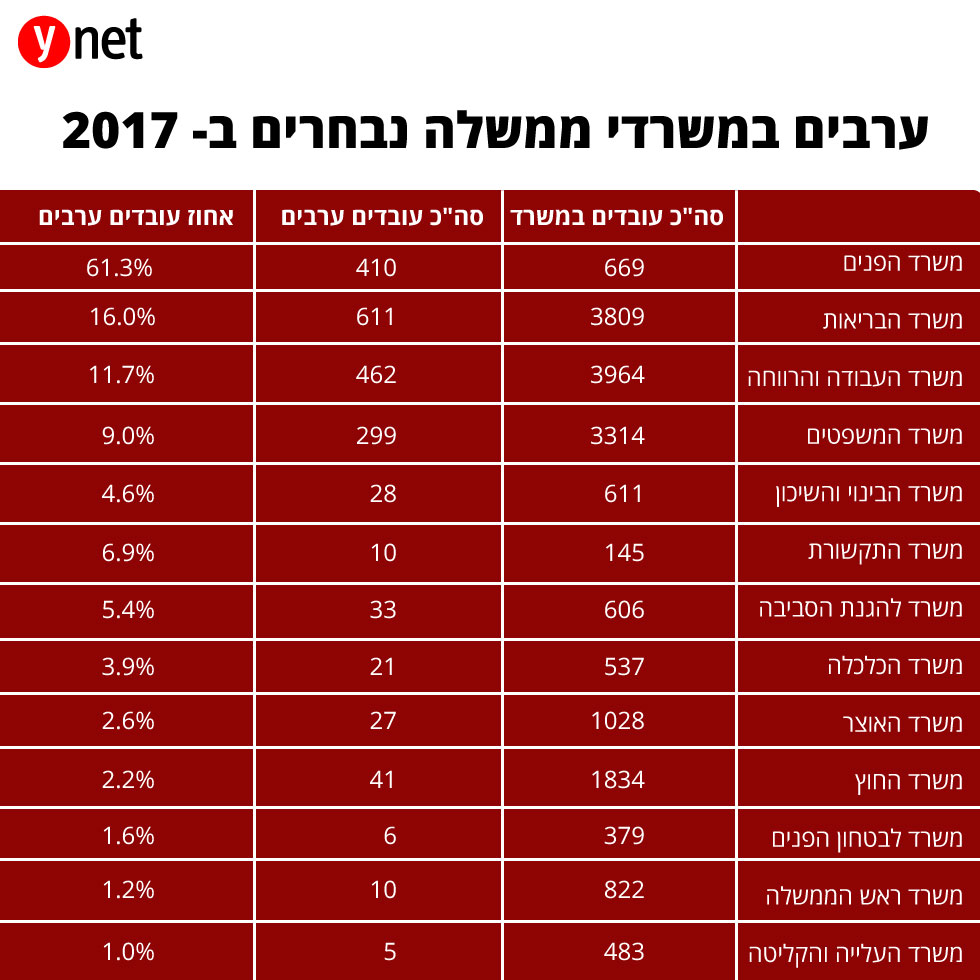 ynet
ערבים במשרדי ממשלה נבחרים ב- 2017
סה"כ עובדים במשרד סה"כ עובדים ערבים אחוז עובדים ערבים
משרד הפנים 669 410 61.3%
משרד הבריאות 3809 611 16.0%
משרד העבודה והרווחה 3964 462 11.7%
משרד המשפטים 3314 299 9.0%
משרד הבינוי והשיכון 611 28 4.6%
משרד התקשורת 145 10 6.9%
משרד להגנת הסביבה 606 33 5.4%
משרד הכלכלה 537 21 3.9%
משרד האוצר 1028 27 2.6%
משרד החוץ 1834 41 2.2%
משרד לבטחון הפנים 379 6 1.6%
משרד ראש הממשלה 822 10 1.2%
משרד העלייה והקליטה 483 5 1.0%